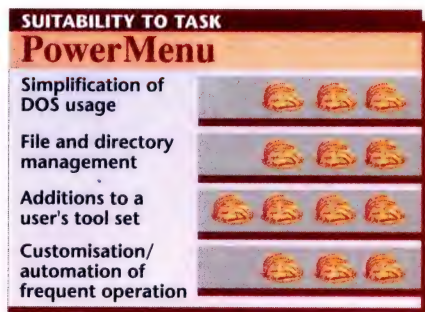 SUITABILITY TO TASK
PowerMenu
Simplification of
DOS usage
File and directory
management
Additions to a
user's tool set
Customisation/
automation of
frequent operation